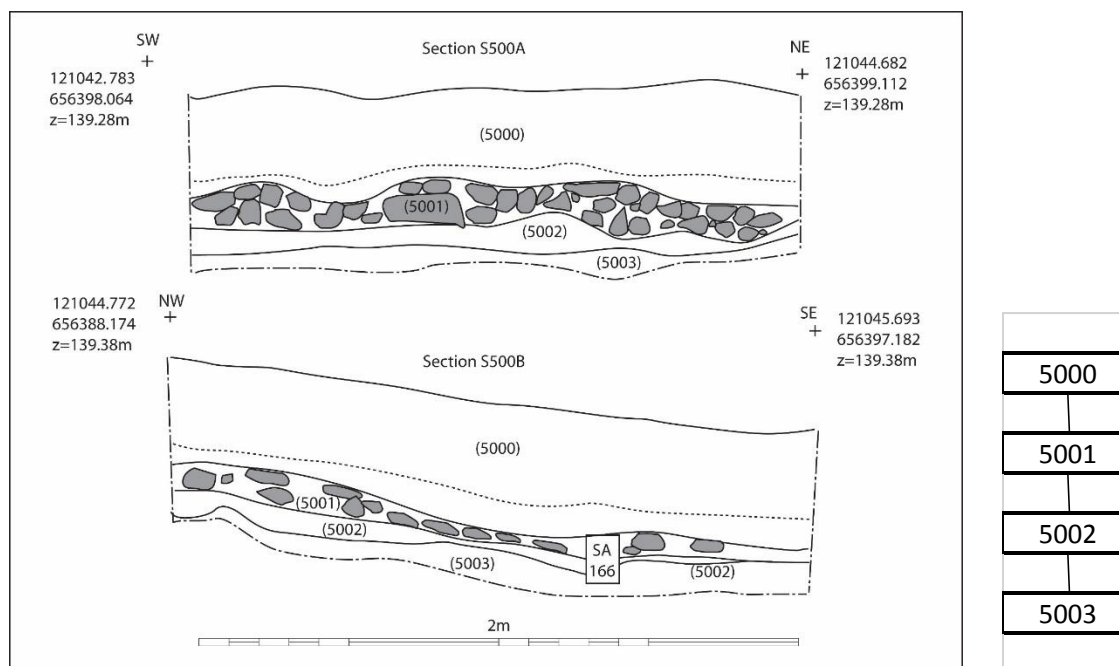 SW
Section S500A
NE
121042.783
656398.064
z=139.28m
121044.682
656399.112
z=139.28m
(5000)
(5001)
(5002)
(5003)
121044.772
656388.174
z=139.38m
NW
SE
121045.693
656397.182
z=139.38m
Section S500B
(5000)
(5001)
(5002)
(5003)
SA
166
(5002)
2m
5000
5001
5002
5003